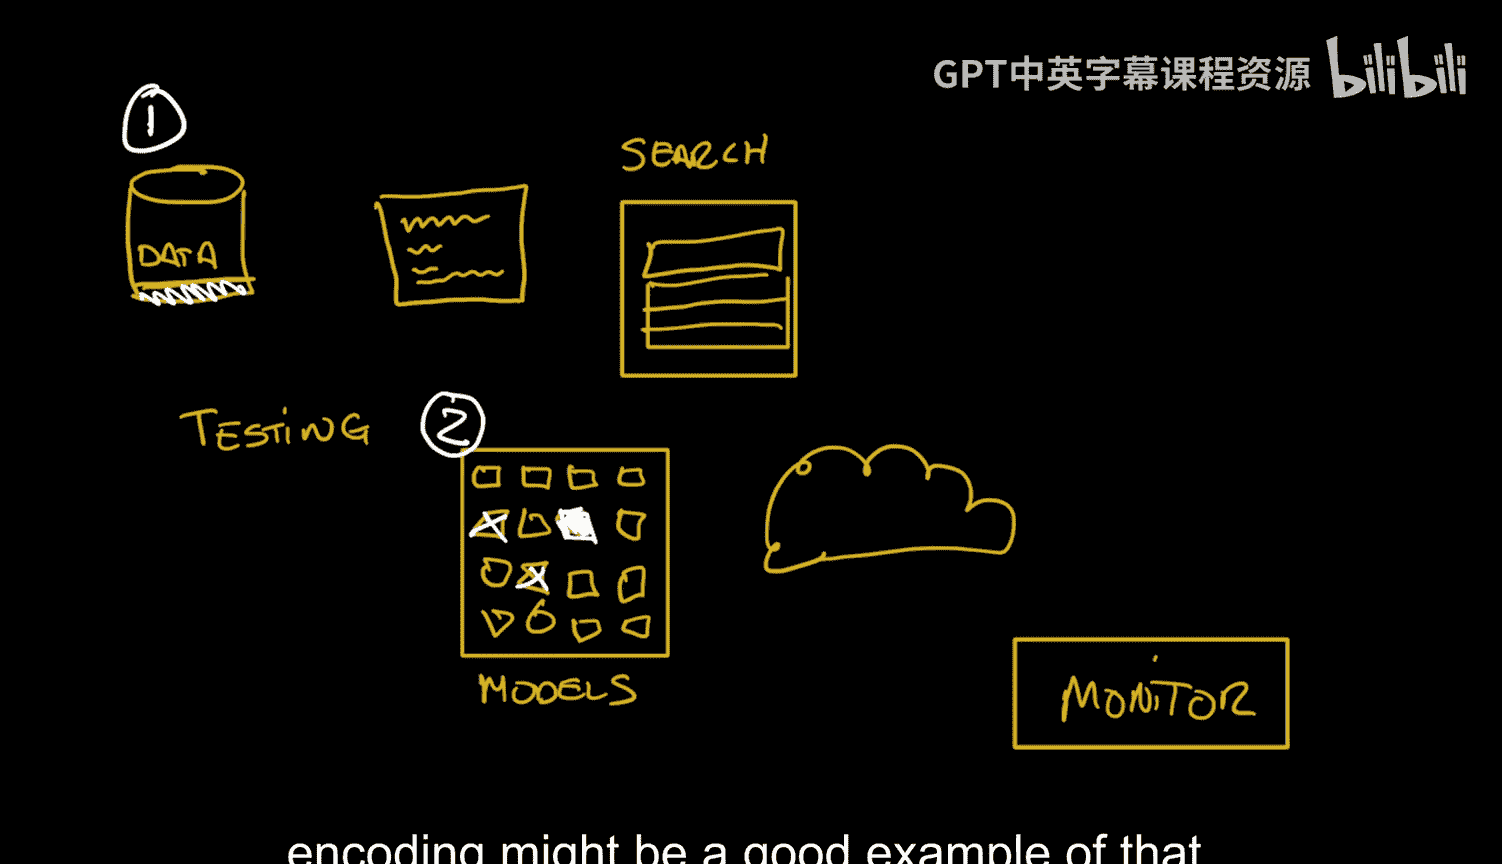 GPT中英字幕课程资源 bilibili
1
SEARCH
DATA
TESTING
2
MODELS
MONITOR
encoding might be a good example of that